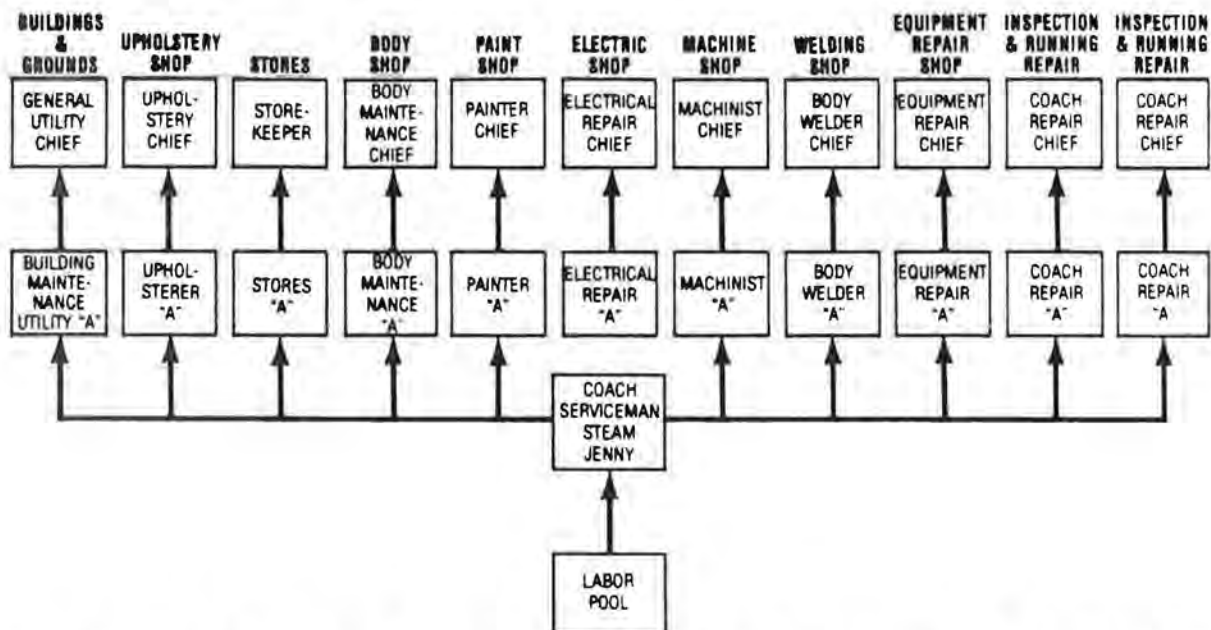 BUILDINGS
&
GROUNDS
UPHOLSTERY
SHOP
STORES
BODY
SHOP
PAINT
SHOP
ELECTRIC
SHOP
MACHINE
SHOP
WELDING
SHOP
EQUIPMENT
REPAIR
SHOP
INSPECTION
& RUNNING
REPAIR
INSPECTION
& RUNNING
REPAIR
GENERAL
UTILITY
CHIEF
UPHOL-
STERY
CHIEF
STORE-
KEEPER
BODY
MAINTE-
NANCE
CHIEF
PAINTER
CHIEF
ELECTRICAL
REPAIR
CHIEF
MACHINIST
CHIEF
BODY
WELDER
CHIEF
EQUIPMENT
REPAIR
CHIEF
COACH
REPAIR
CHIEF
COACH
REPAIR
CHIEF
BUILDING
MAINTE-
NANCE
UTILITY "A"
UPHOL-
STERER
"A"
STORES
"A"
BODY
MAINTE-
NANCE
"A"
PAINTER
"A"
ELECTRICAL
REPAIR
"A"
MACHINIST
"A"
BODY
WELDER
"A"
EQUIPMENT
REPAIR
"A"
COACH
REPAIR
"A"
COACH
REPAIR
"A
COACH
SERVICEMAN
STEAM
JENNY
LABOR
POOL